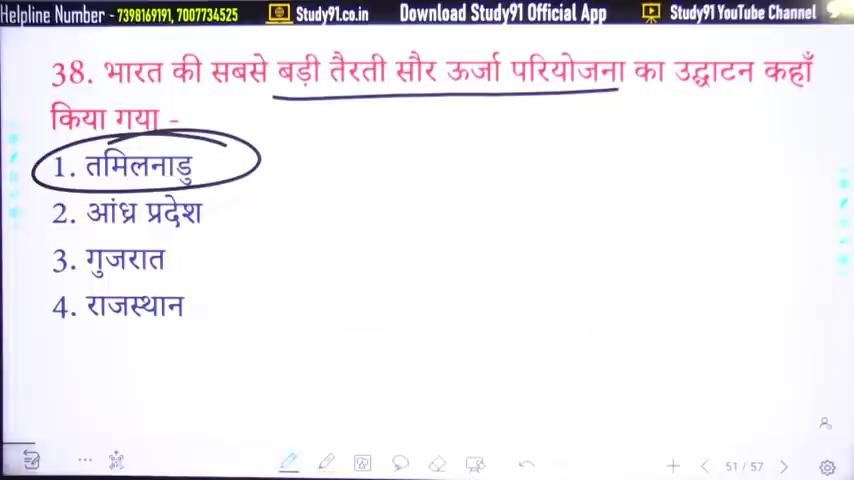 Helpline Number - 7398169191, 7007734525 Study91.co.in Download Study91 Official App Study91 YouTube Channel
38. भारत की सबसे बड़ी तैरती सौर ऊर्जा परियोजना का उद्घाटन कहाँ
किया गया -
1. तमिलनाडु
2. आंध्र प्रदेश
3. गुजरात
4. राजस्थान
51 / 57